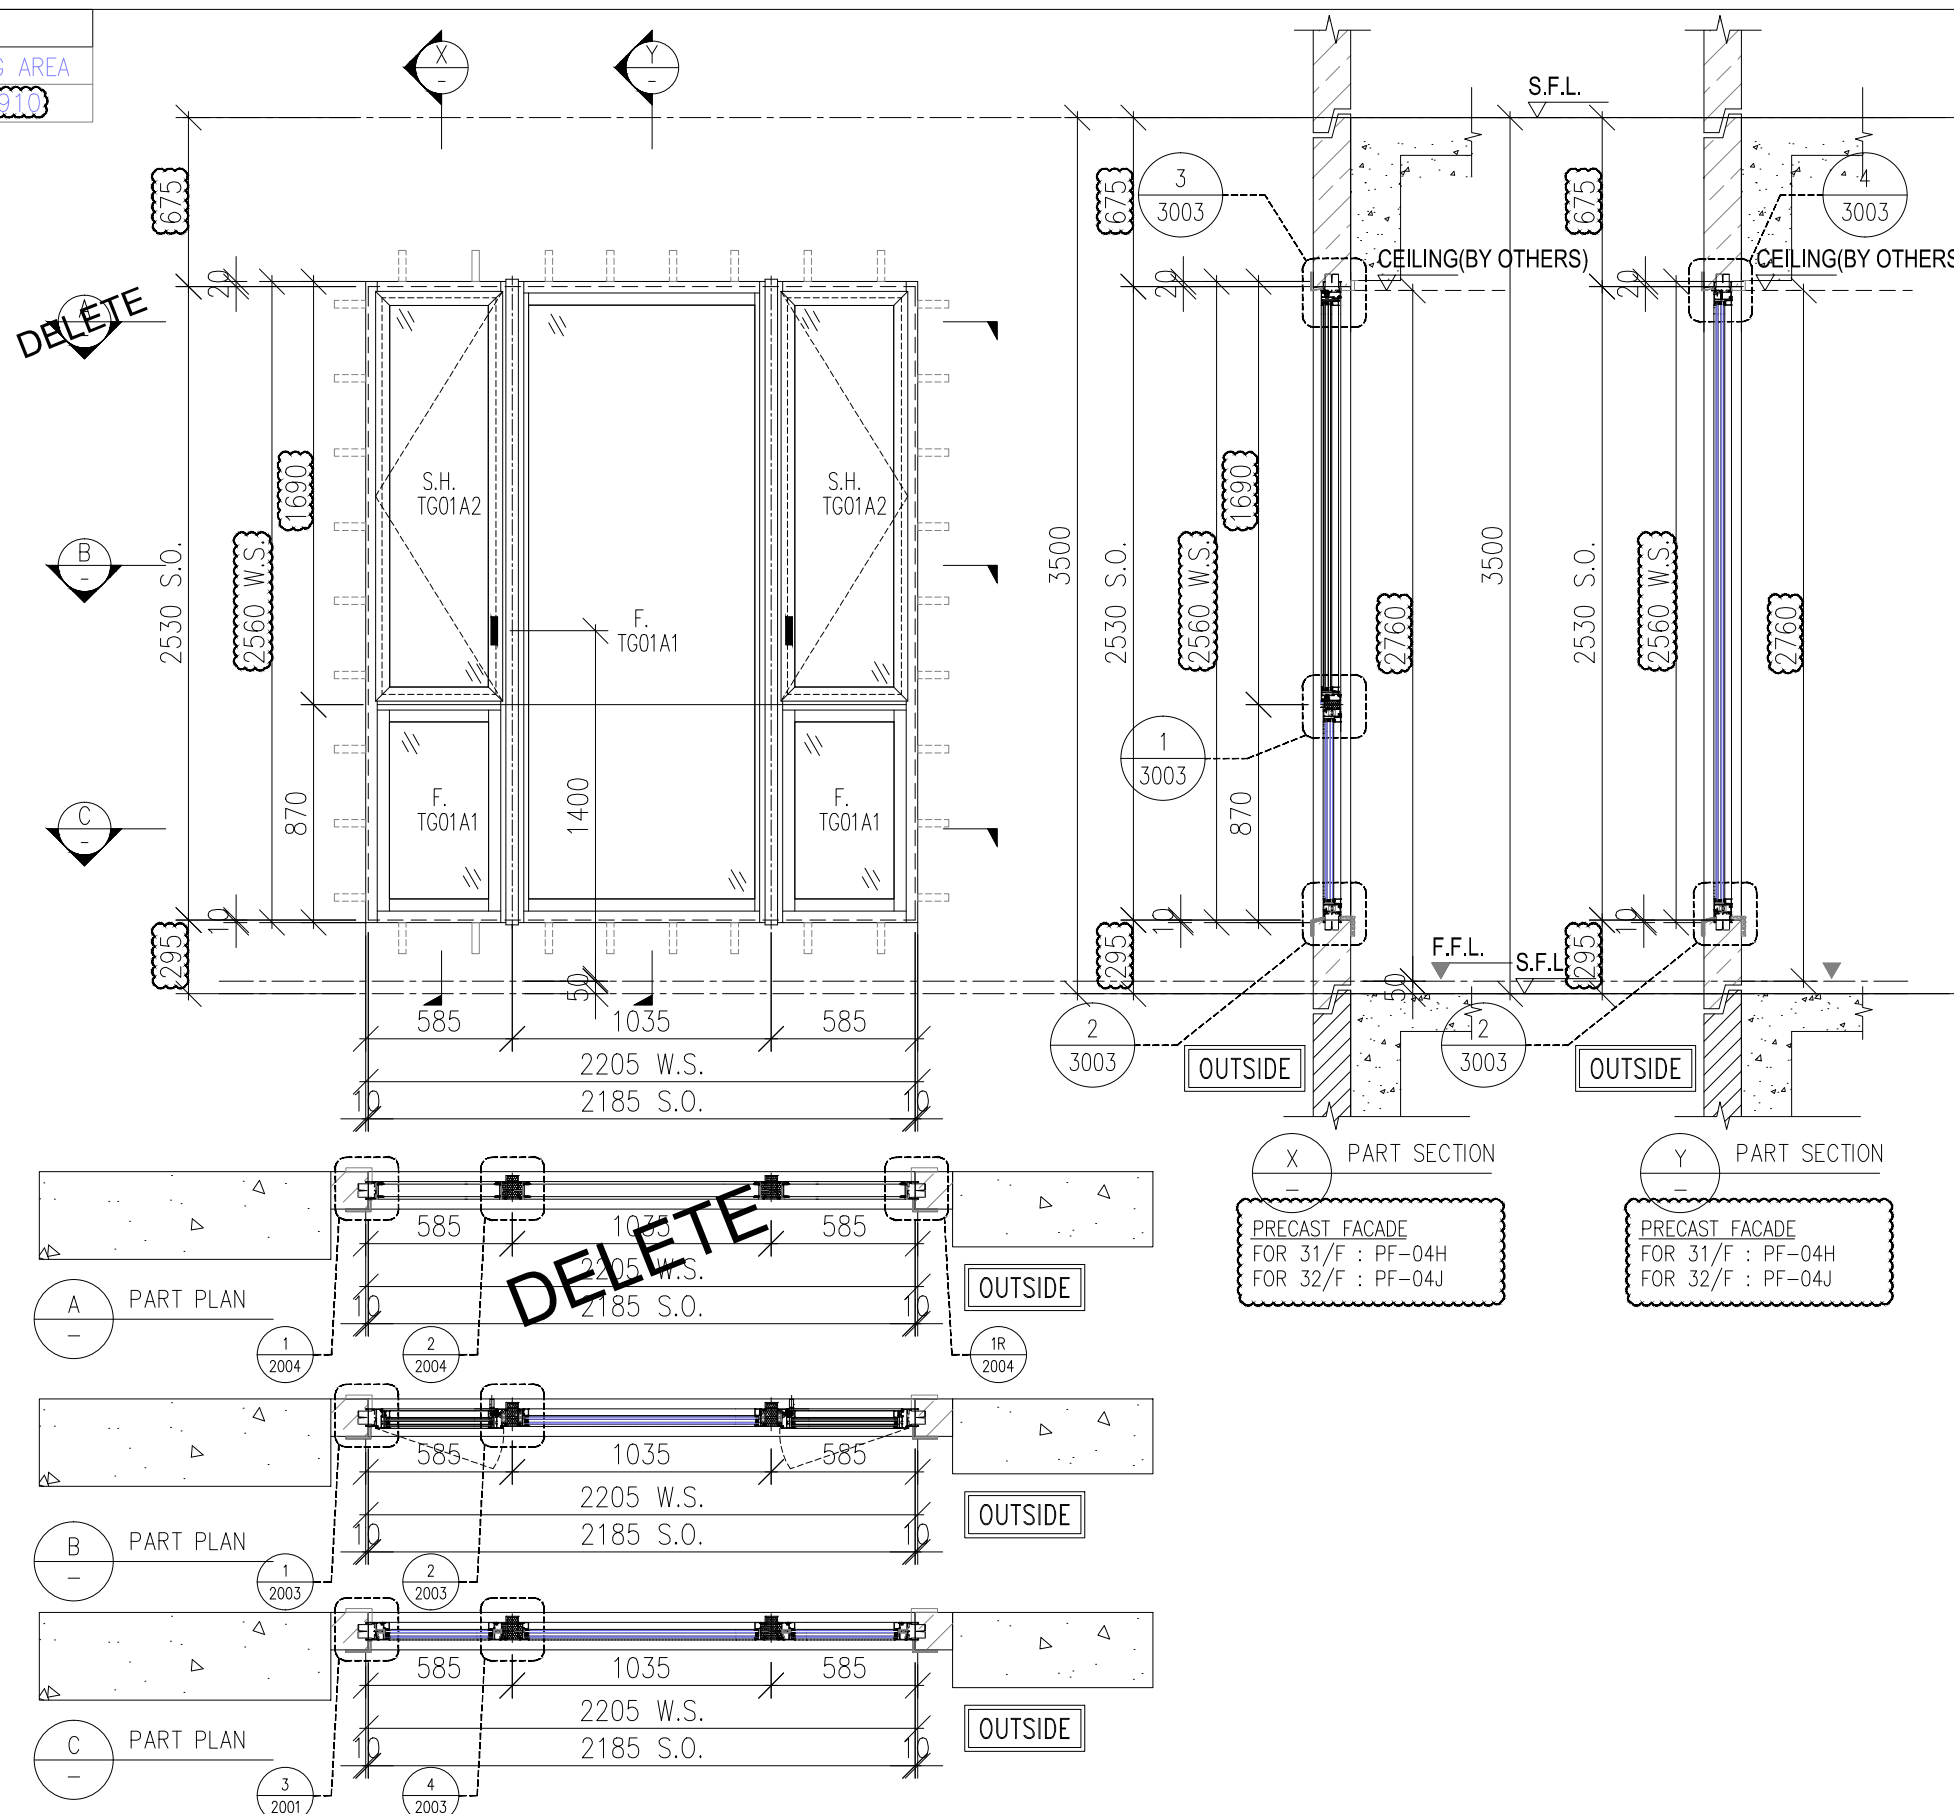 AREA
910
X
-
Y
-
S.F.L.
675
675
675
3
3003
4
3003
CEILING(BY OTHERS)
CEILING(BY OTHERS
20
20
20
DELETE
S.H.
TG01A2
S.H.
TG01A2
1690
1690
B
-
2530 S.O.
2560 W.S.
3500
2530 S.O.
2560 W.S.
2760
3500
2530 S.O.
2560 W.S.
2760
F.
TG01A1
1
3003
870
1400
870
C
-
F.
TG01A1
F.
TG01A1
10
10
10
295
295
295
F.F.L.
S.F.L
50
50
585
1035
585
2205 W.S.
10
2185 S.O.
10
2
3003
2
3003
OUTSIDE
OUTSIDE
X
-
PART SECTION
Y
-
PART SECTION
PRECAST FACADE
FOR 31/F : PF-04H
FOR 32/F : PF-04J
PRECAST FACADE
FOR 31/F : PF-04H
FOR 32/F : PF-04J
585
1035
585
DELETE
2205 W.S.
10
2185 S.O.
10
OUTSIDE
A
-
PART PLAN
1
2004
2
2004
1R
2004
585
1035
585
2205 W.S.
10
2185 S.O.
10
OUTSIDE
B
-
PART PLAN
1
2003
2
2003
585
1035
585
2205 W.S.
10
2185 S.O.
10
OUTSIDE
C
-
PART PLAN
3
2001
4
2003